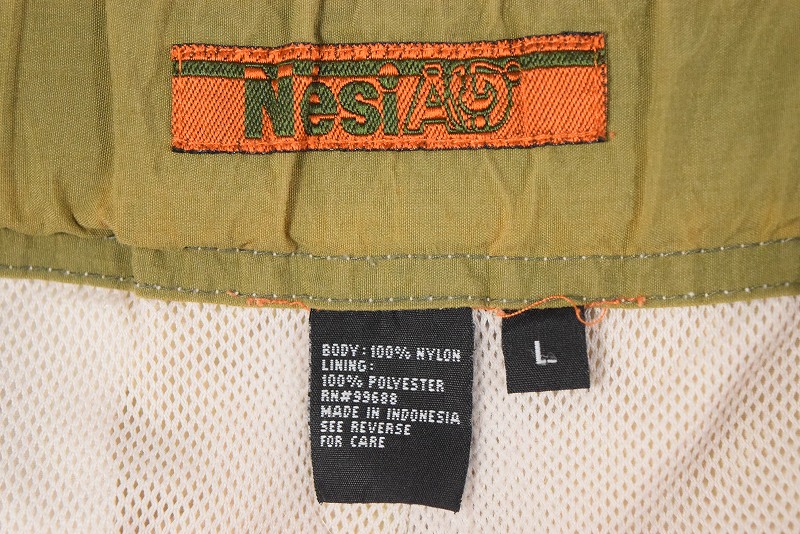 NesiA
BODY: 100% NYLON
LINING:
100% POLYESTER
RN#99688
MADE IN INDONESIA
SEE REVERSE
FOR CARE
L